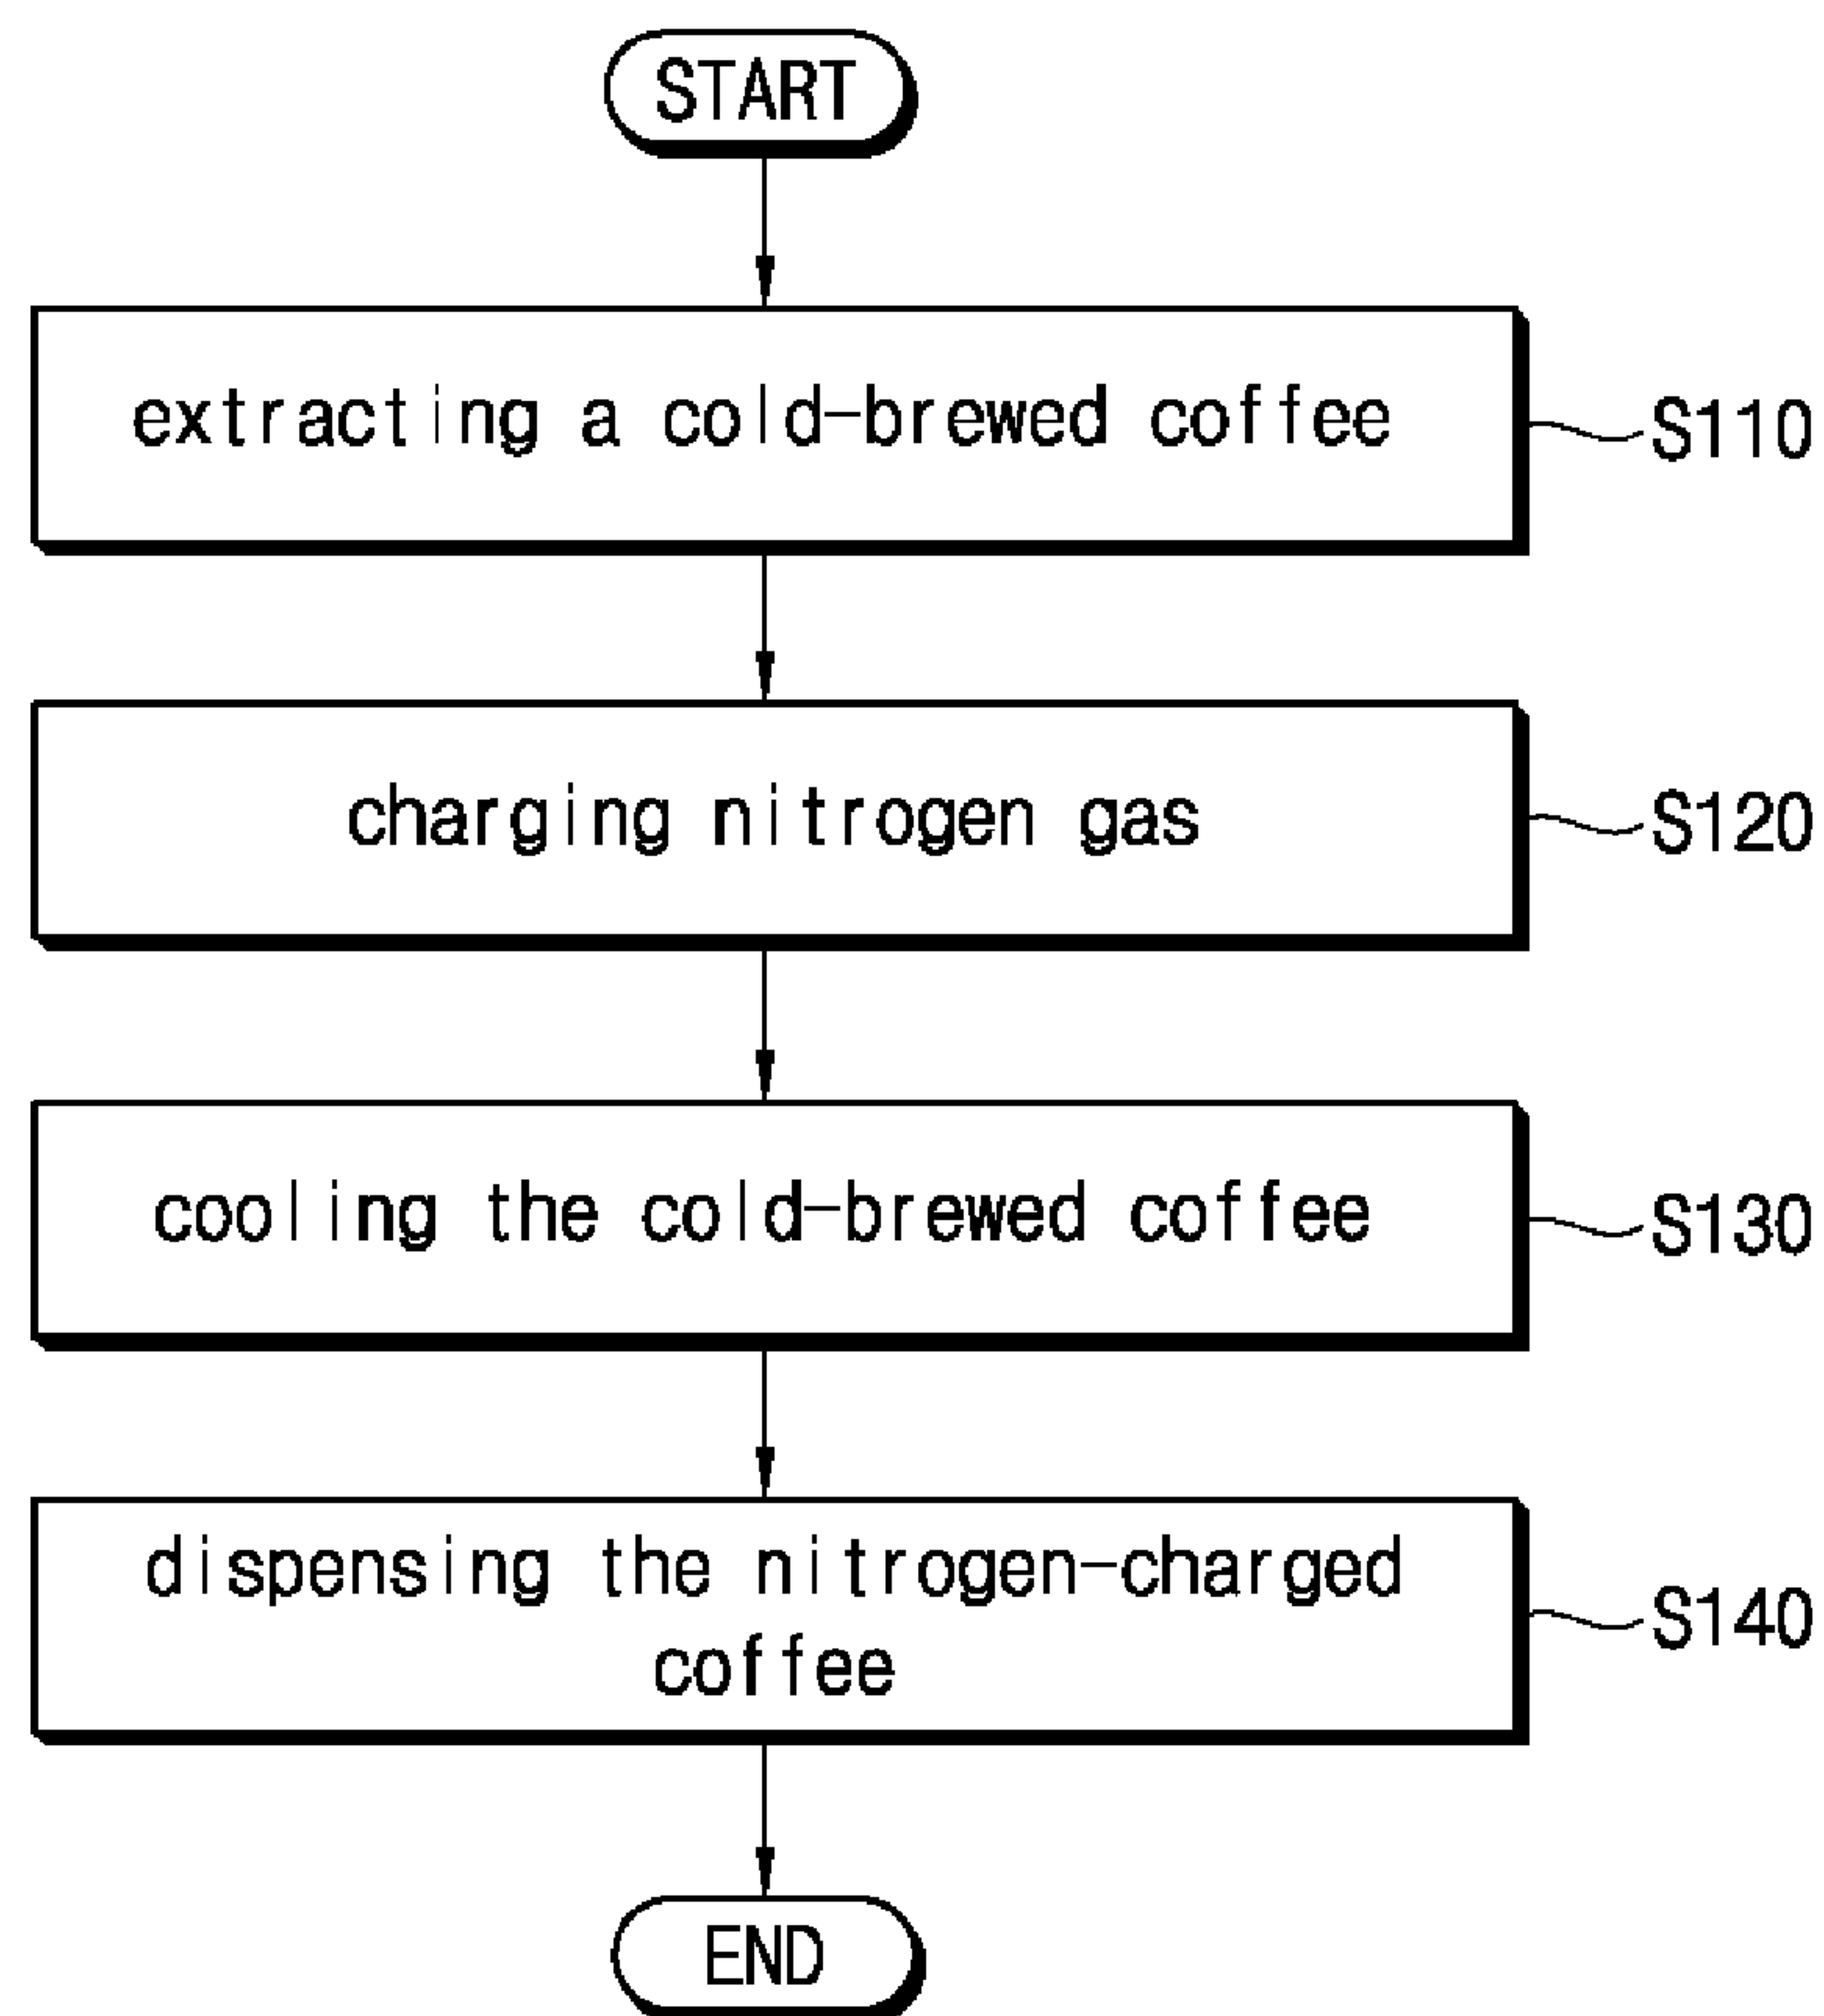 START
extracting a cold-brewed coffee
S110
charging nitrogen gas
S120
cooling the cold-brewed coffee
S130
dispensing the nitrogen-charged
coffee
S140
END